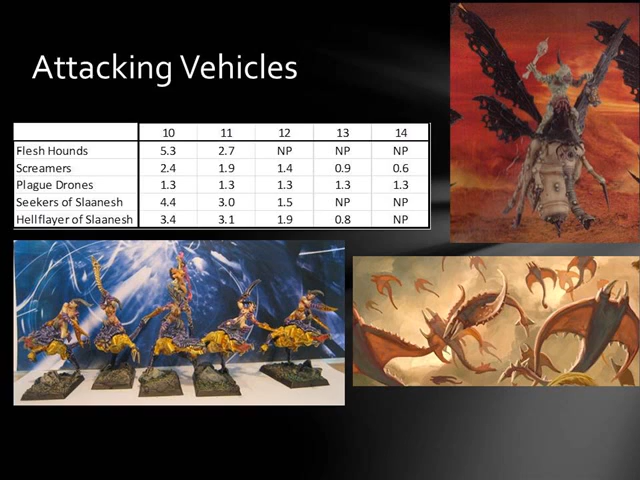 Attacking Vehicles
10 11 12 13 14
Flesh Hounds 5.3 2.7 NP NP NP
Screamers 2.4 1.9 1.4 0.9 0.6
Plague Drones 1.3 1.3 1.3 1.3 1.3
Seekers of Slaanesh 4.4 3.0 1.5 NP NP
Hellflayer of Slaanesh 3.4 3.1 1.9 0.8 NP